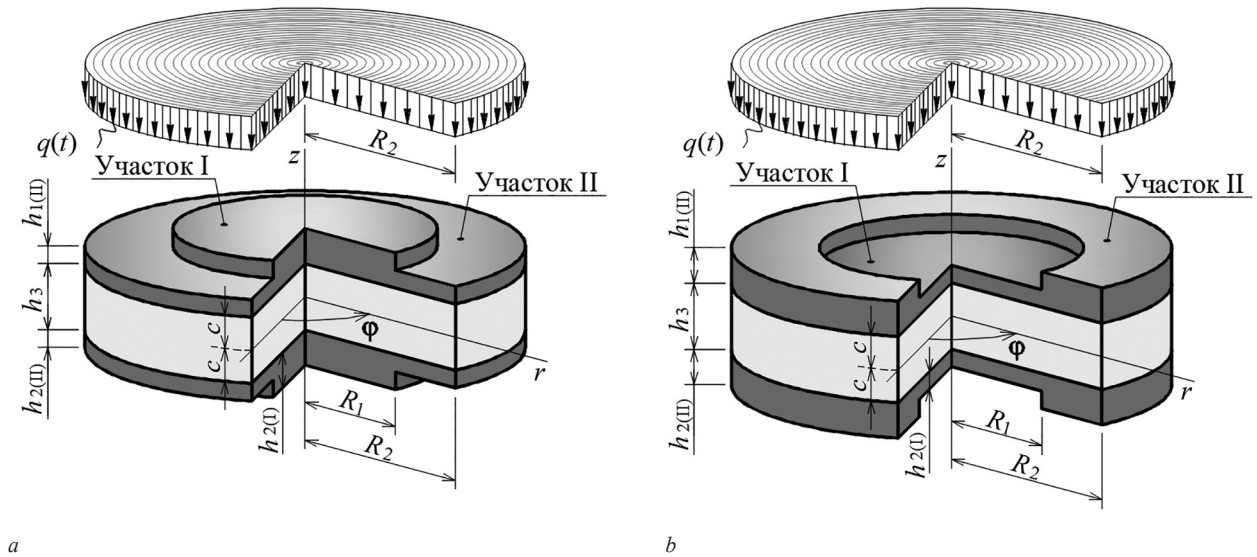 R₂
q(t)
z
Участок I
Участок II
h₁₍II₎
h₃
h₂₍II₎
c
c
φ
r
h₂₍I₎
R₁
R₂
a
R₂
q(t)
z
Участок I
Участок II
h₁₍II₎
h₃
h₂₍II₎
c
c
φ
r
h₂₍I₎
R₁
R₂
b